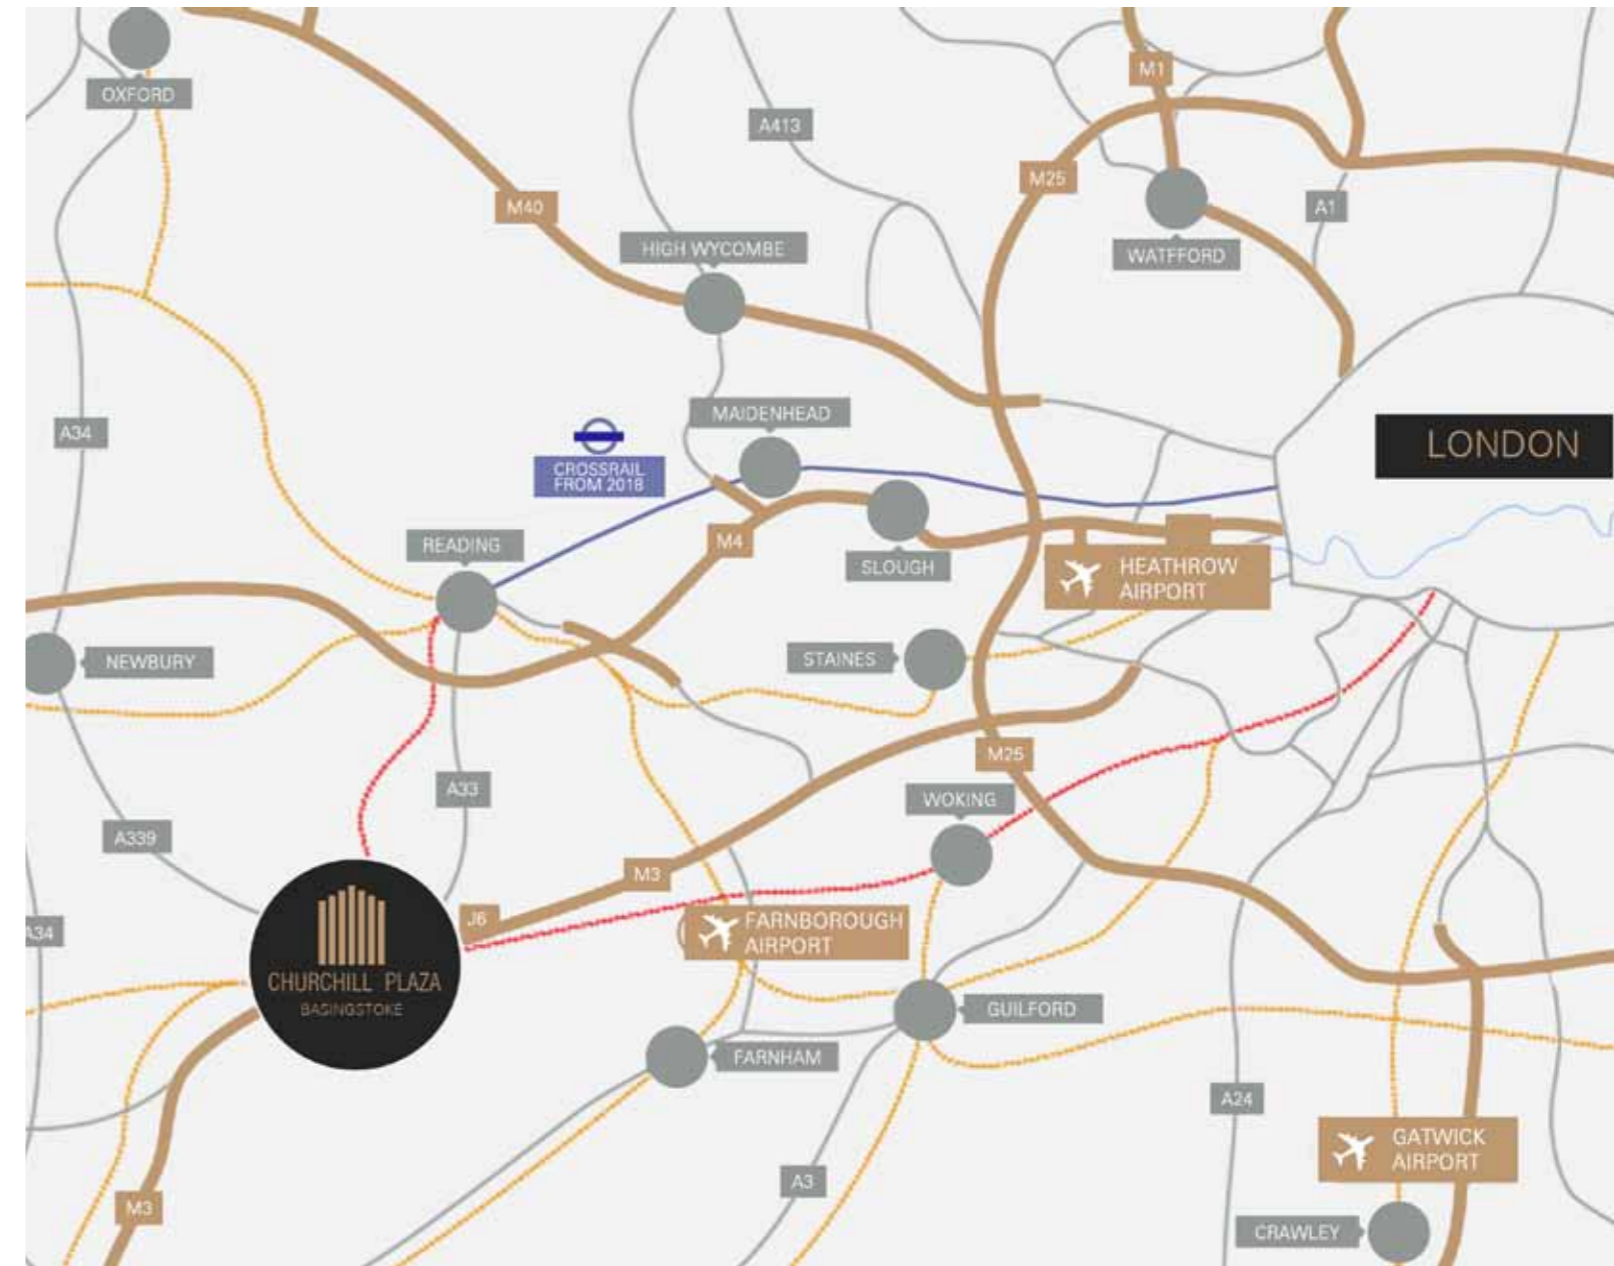 OXFORD
M1
A413
M25
M40
A1
HIGH WYCOMBE
WATFFORD
A34
MAIDENHEAD
LONDON
CROSSRAIL
FROM 2018
READING
M4
SLOUGH
HEATHROW
AIRPORT
NEWBURY
STAINES
M25
A33
WOKING
A339
M3
J6
A34
FARNBOROUGH
AIRPORT
CHURCHILL PLAZA
BASINGSTOKE
GUILFORD
FARNHAM
A24
GATWICK
AIRPORT
A3
M3
CRAWLEY